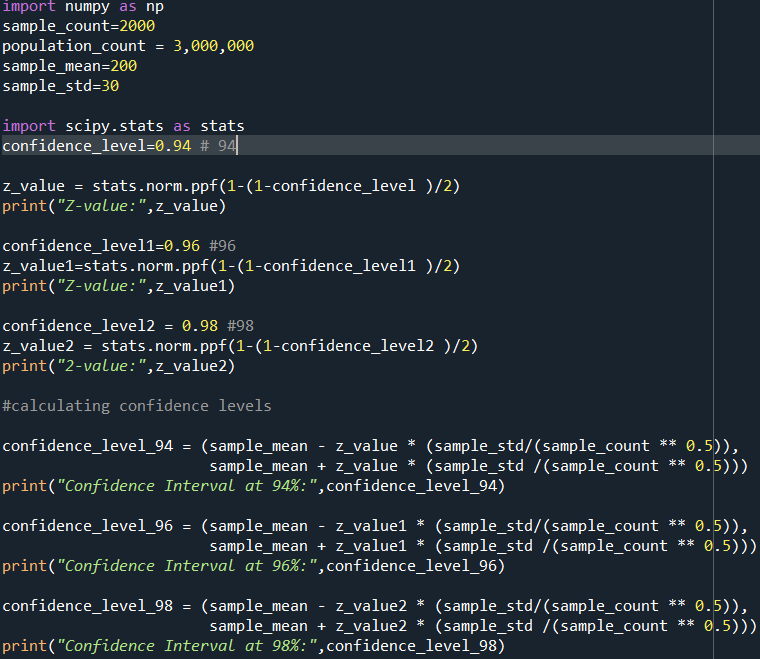 import numpy as np
sample_count=2000
population_count = 3,000,000
sample_mean=200
sample_std=30
import scipy.stats as stats
confidence_level=0.94 # 94
z_value = stats.norm.ppf(1-(1-confidence_level )/2)
print("Z-value:",z_value)
confidence_level1=0.96 #96
z_value1=stats.norm.ppf(1-(1-confidence_level1 )/2)
print("Z-value:",z_value1)
confidence_level2 = 0.98 #98
z_value2 = stats.norm.ppf(1-(1-confidence_level2 )/2)
print("2-value:",z_value2)
#calculating confidence levels
confidence_level_94 = (sample_mean - z_value * (sample_std/(sample_count ** 0.5)),
sample_mean + z_value * (sample_std /(sample_count ** 0.5)))
print("Confidence Interval at 94%:",confidence_level_94)
confidence_level_96 = (sample_mean - z_value1 * (sample_std/(sample_count ** 0.5)),
sample_mean + z_value1 * (sample_std /(sample_count ** 0.5)))
print("Confidence Interval at 96%:",confidence_level_96)
confidence_level_98 = (sample_mean - z_value2 * (sample_std/(sample_count ** 0.5)),
sample_mean + z_value2 * (sample_std /(sample_count ** 0.5)))
print("Confidence Interval at 98%:",confidence_level_98)